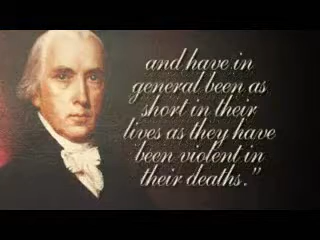 and have in
general been as
short in their
lives as they have
been violent in
their deaths."